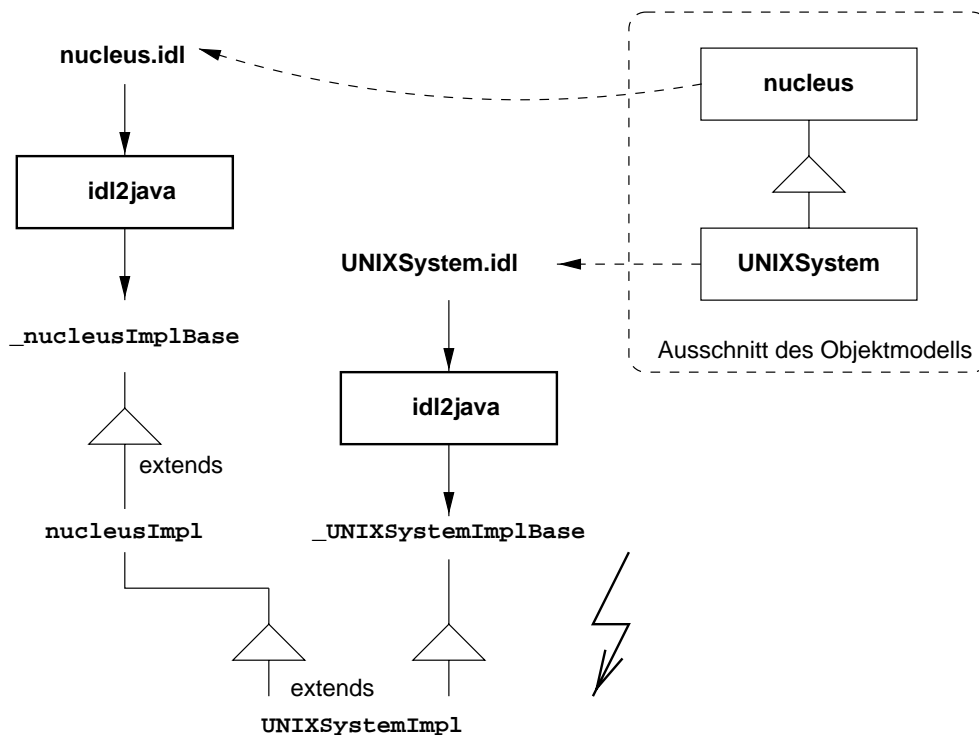 nucleus.idl
nucleus
idl2java
UNIXSystem.idl
UNIXSystem
_nucleusImplBase
Ausschnitt des Objektmodells
idl2java
extends
nucleusImpl
_UNIXSystemImplBase
extends
UNIXSystemImpl